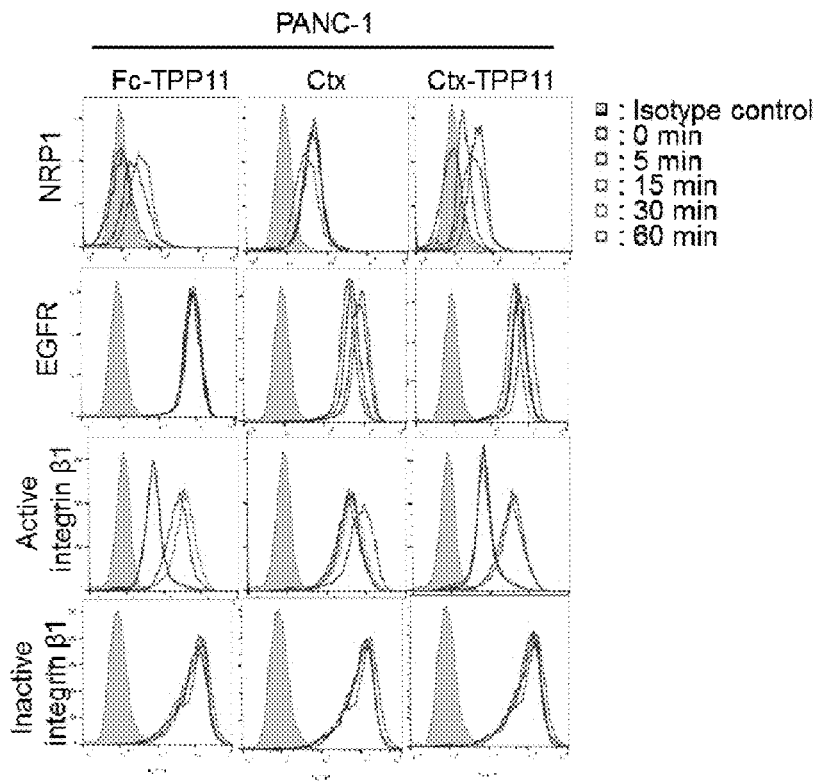 PANC-1
Fc-TPP11
Ctx
Ctx-TPP11
: Isotype control
: 0 min
: 5 min
: 15 min
: 30 min
: 60 min
NRP1
EGFR
Active
integrin β1
Inactive
integrin β1